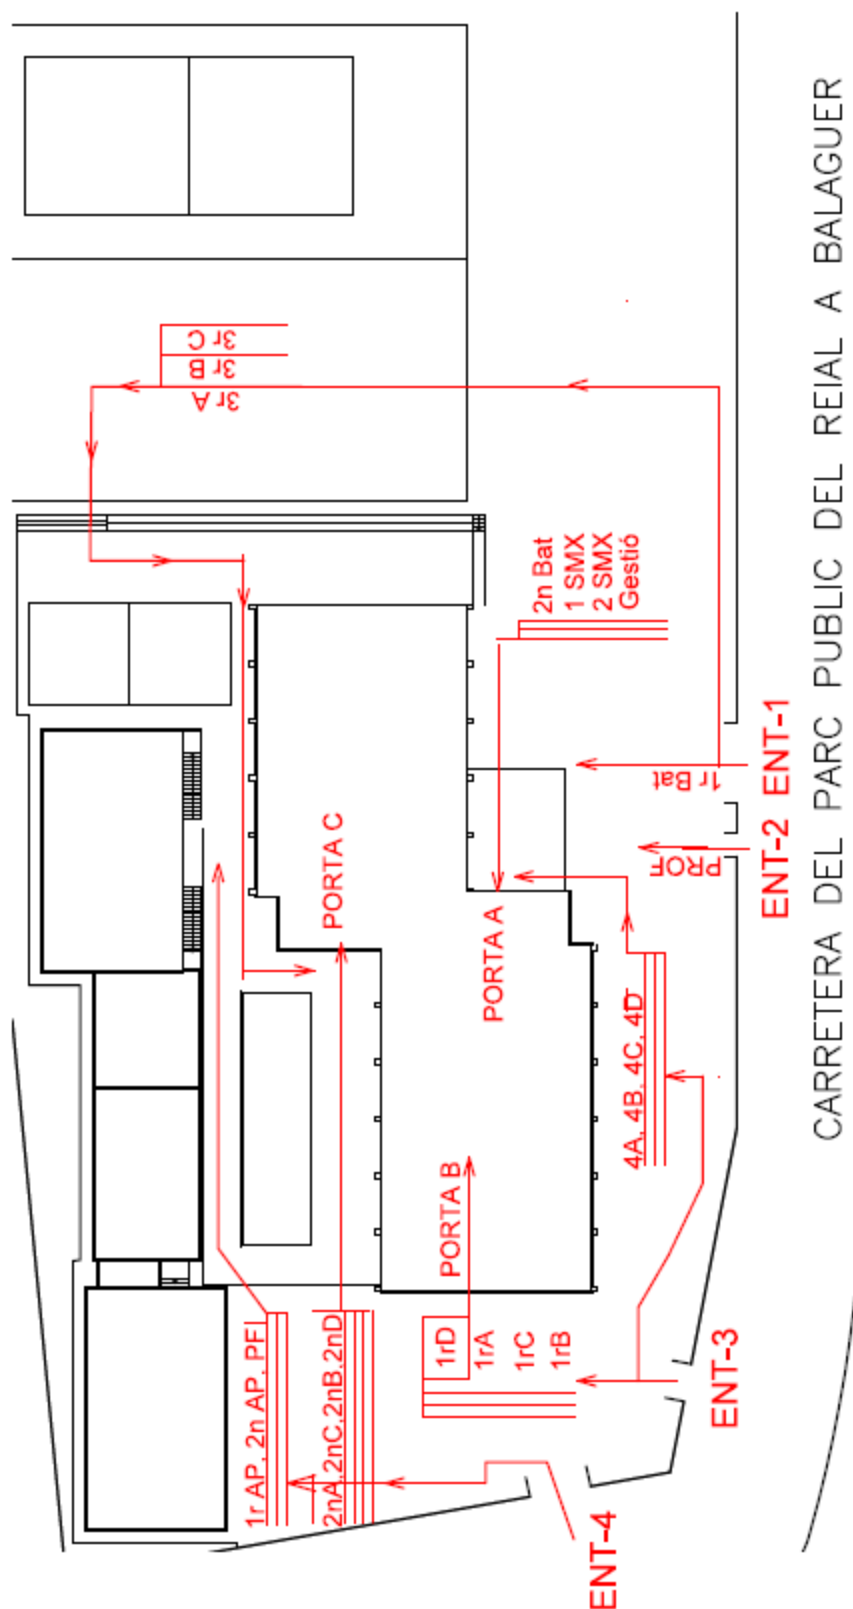 3r C
3r B
3r A
2n Bat
1 SMX
2 SMX
Gestió
PORTA C
1r Bat
ENT-1
PROF
ENT-2
PORTA A
4A, 4B, 4C, 4D
PORTA B
1r AP, 2n AP, PFI
2nA,2nC,2nB,2nD
1rD
1rA
1rC
1rB
ENT-3
ENT-4
CARRETERA DEL PARC PUBLIC DEL REIAL A BALAGUER